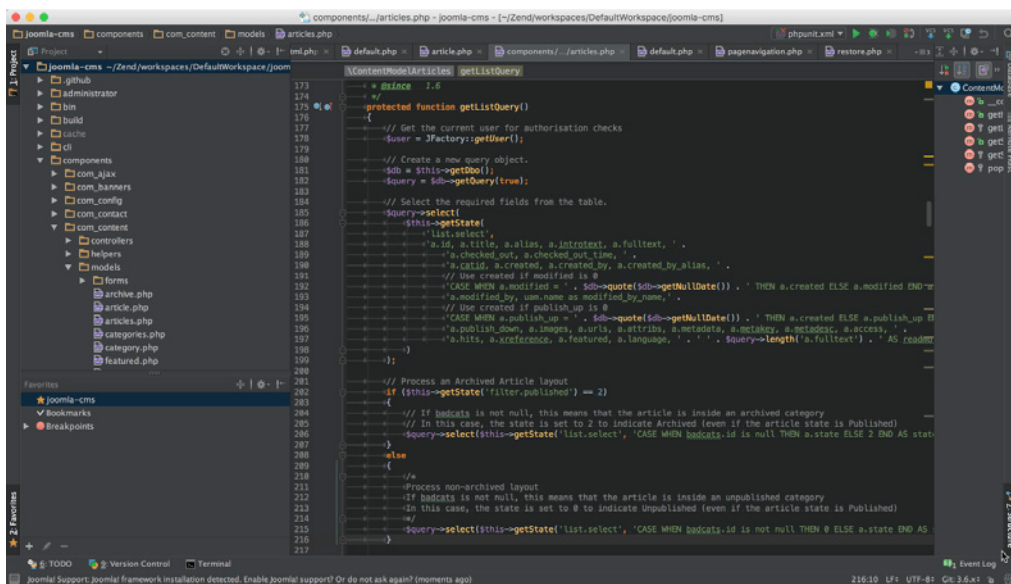 components/.../articles.php - joomla-cms - [~/Zend/workspaces/DefaultWorkspace/joomla-cms]
joomla-cms components com_content models articles.php phpunit.xml
Project tml.php default.php article.php components/.../articles.php default.php pagenavigation.php restore.php
1: Project
joomla-cms ~/Zend/workspaces/DefaultWorkspace/joom
.github
administrator
bin
build
cache
cli
components
com_ajax
com_banners
com_config
com_contact
com_content
controllers
helpers
models
forms
archive.php
article.php
articles.php
categories.php
category.php
featured.php
Favorites
joomla-cms
Bookmarks
Breakpoints
2: Favorites
\ContentModelArticles getListQuery
173 * @since 1.6
174 */
175 protected function getListQuery()
176 {
177 // Get the current user for authorisation checks
178 $user = JFactory::getUser();
179
180 // Create a new query object.
181 $db = $this->getDbo();
182 $query = $db->getQuery(true);
183
184 // Select the required fields from the table.
185 $query->select(
186 $this->getState(
187 'list.select',
188 'a.id, a.title, a.alias, a.introtext, a.fulltext, ' .
189 'a.checked_out, a.checked_out_time, ' .
190 'a.catid, a.created, a.created_by, a.created_by_alias, ' .
191 // Use created if modified is 0
192 'CASE WHEN a.modified = ' . $db->quote($db->getNullDate()) . ' THEN a.created ELSE a.modified END
193 'a.modified_by, uam.name as modified_by_name,' .
194 // Use created if publish_up is 0
195 'CASE WHEN a.publish_up = ' . $db->quote($db->getNullDate()) . ' THEN a.created ELSE a.publish_up E
196 'a.publish_down, a.images, a.urls, a.attribs, a.metadata, a.metakey, a.metadesc, a.access, ' .
197 'a.hits, a.xreference, a.featured, a.language, ' . ' ' . $query->length('a.fulltext') . ' AS readmo
198 )
199 );
200
201 // Process an Archived Article layout
202 if ($this->getState('filter.published') == 2)
203 {
204 // If badcats is not null, this means that the article is inside an archived category
205 // In this case, the state is set to 2 to indicate Archived (even if the article state is Published)
206 $query->select($this->getState('list.select', 'CASE WHEN badcats.id is null THEN a.state ELSE 2 END AS stat
207 }
208 else
209 {
210 /*
211 Process non-archived layout
212 If badcats is not null, this means that the article is inside an unpublished category
213 In this case, the state is set to 0 to indicate Unpublished (even if the article state is Published)
214 */
215 $query->select($this->getState('list.select', 'CASE WHEN badcats.id is not null THEN 0 ELSE a.state END AS
216 }
217
ContentMo
__co
getI
getL
getS
getS
pop
6: TODO 9: Version Control Terminal Event Log
Joomla! Support: Joomla! framework installation detected. Enable Joomla! support? Or do not ask again? (moments ago) 216:10 LF UTF-8 Git: 3.6.x